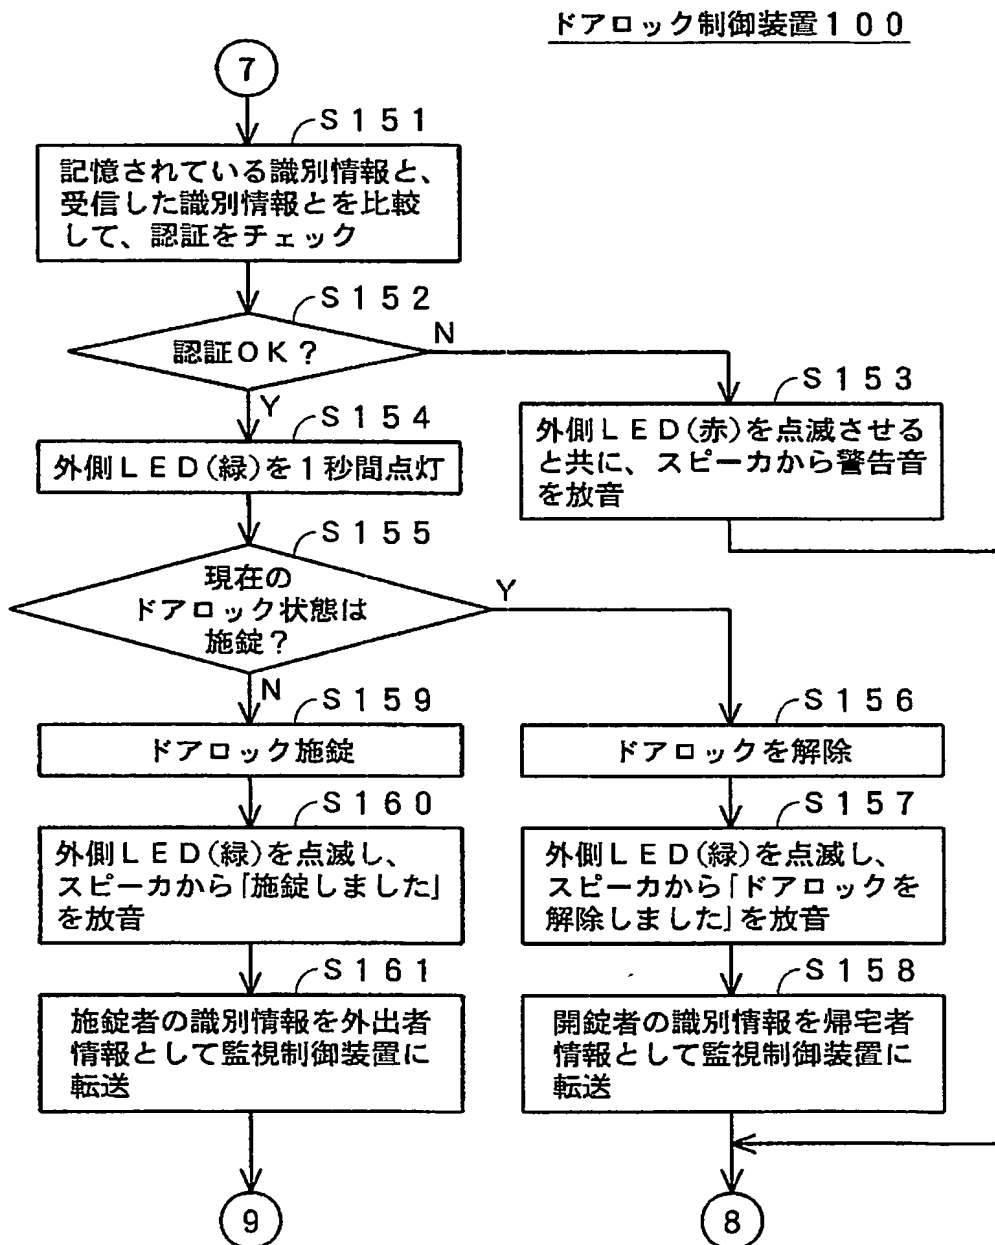 ドアロック制御装置100
7
S151
記憶されている識別情報と、
受信した識別情報とを比較
して、認証をチェック
S152
認証OK?
N
Y
S153
外側LED(赤)を点滅させる
と共に、スピーカから警告音
を放音
S154
外側LED(緑)を1秒間点灯
S155
現在の
ドアロック状態は
施錠?
Y
N
S159
ドアロック施錠
S156
ドアロックを解除
S160
外側LED(緑)を点滅し、
スピーカから「施錠しました」
を放音
S157
外側LED(緑)を点滅し、
スピーカから「ドアロックを
解除しました」を放音
S161
施錠者の識別情報を外出者
情報として監視制御装置に
転送
S158
開錠者の識別情報を帰宅者
情報として監視制御装置に
転送
9
8